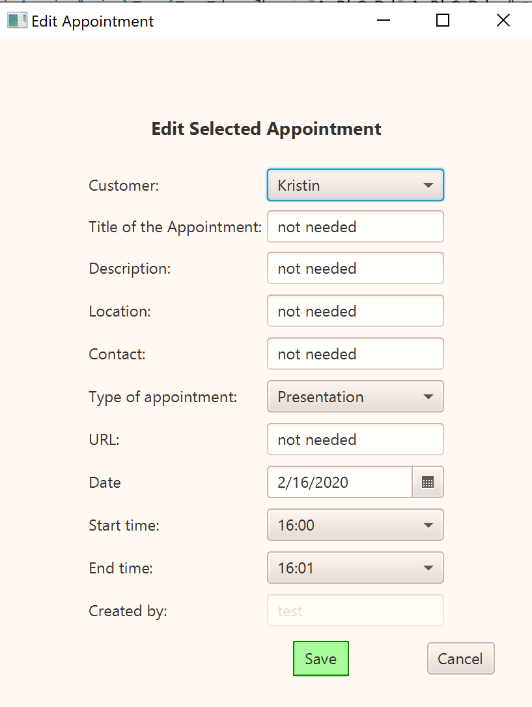 Edit Appointment
Edit Selected Appointment
Customer: Kristin
Title of the Appointment: not needed
Description: not needed
Location: not needed
Contact: not needed
Type of appointment: Presentation
URL: not needed
Date 2/16/2020
Start time: 16:00
End time: 16:01
Created by: test
Save Cancel